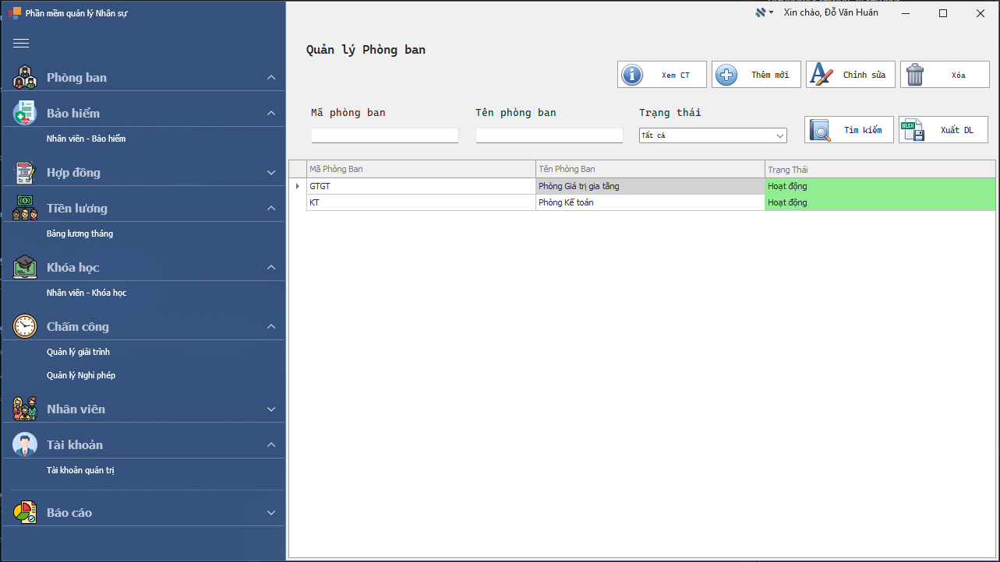 Phần mềm quản lý Nhân sự
Xin chào, Đỗ Văn Huân
Phòng ban
Bảo hiểm
Nhân viên - Bảo hiểm
Hợp đồng
Tiền lương
Bảng lương tháng
Khóa học
Nhân viên - Khóa học
Chấm công
Quản lý giải trình
Quản lý Nghỉ phép
Nhân viên
Tài khoản
Tài khoản quản trị
Báo cáo
Quản lý Phòng ban
Xem CT Thêm mới Chỉnh sửa Xóa
Mã phòng ban Tên phòng ban Trạng thái
Tất cả
Tìm kiếm XLSX Xuất DL
Mã Phòng Ban Tên Phòng Ban Trạng Thái
GTGT Phòng Giá trị gia tăng Hoạt động
KT Phòng Kế toán Hoạt động